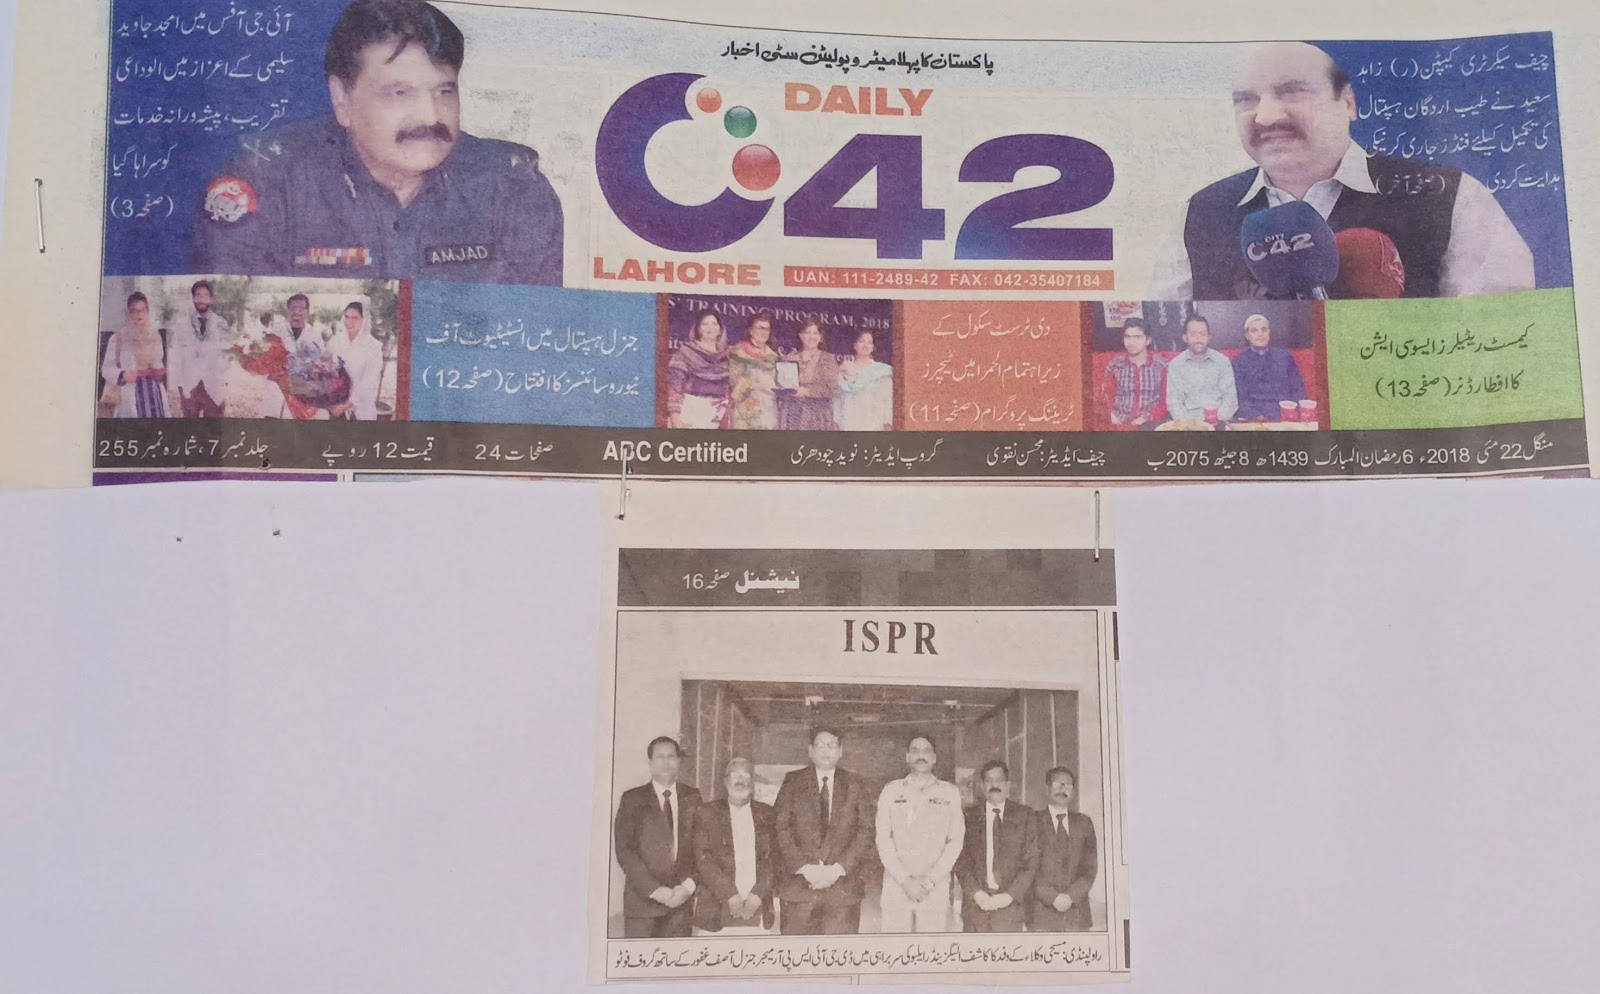 آئی جی آفس میں امجد جاوید
سلیمی کے اعزاز میں الوداعی
تقریب، پیشہ ورانہ خدمات
کو سراہا گیا
(صفحہ 3)
AMJAD
پاکستان کا پہلا میٹروپولیٹن سٹی اخبار
DAILY
42
LAHORE
UAN: 111-2489-42 FAX: 042-35407184
چیف سیکرٹری کیپٹن (ر) زاہد
سعید نے طیب اردگان ہسپتال
کی تکمیل کیلئے فنڈز جاری کرنیکی
ہدایت کردی (صفحہ آخر)
CITY
42
جنرل ہسپتال میں انسٹیٹیوٹ آف
نیوروسائنسز کا افتتاح (صفحہ 12)
S' TRAINING PROGRAM, 2018
دی ٹرسٹ سکول کے
زیر اہتمام الحمرا میں ٹیچرز
ٹریننگ پروگرام (صفحہ 11)
کیمسٹ ریٹیلرز ایسوسی ایشن
کا افطار ڈنر (صفحہ 13)
منگل 22 مئی 2018ء 6 رمضان المبارک 1439ھ 8 جیٹھ 2075ب چیف ایڈیٹر: محسن نقوی گروپ ایڈیٹر: نوید چودھری ABC Certified صفحات 24 قیمت 12 روپے جلد نمبر 7، شمارہ نمبر 255
نیشنل صفحہ 16
ISPR
راولپنڈی: مسیحی وکلاء کے وفد کا کاشف الیگزینڈر ایلبو کی سربراہی میں ڈی جی آئی ایس پی آر میجر جنرل آصف غفور کے ساتھ گروپ فوٹو